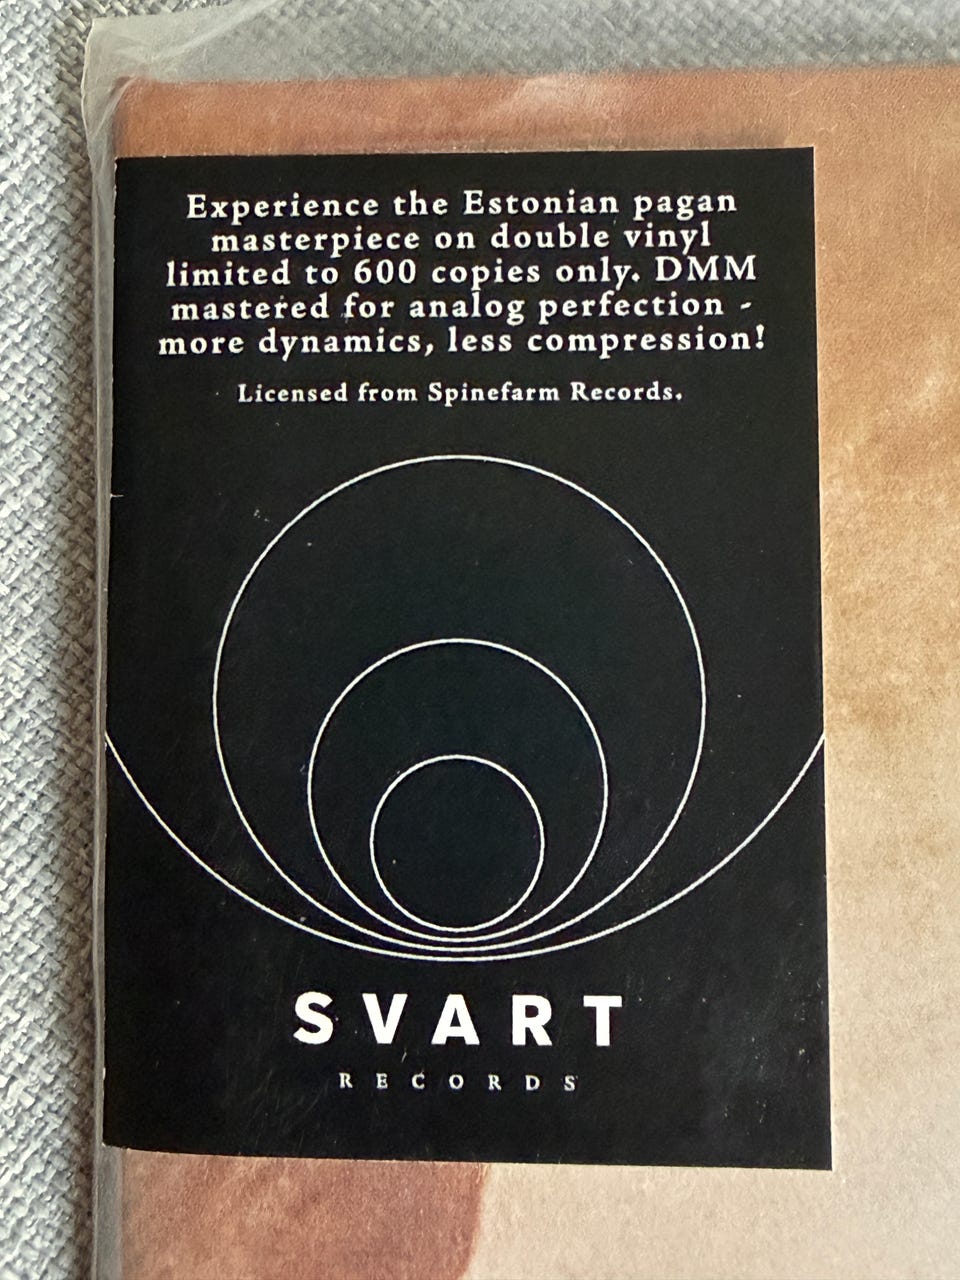 Experience the Estonian pagan
masterpiece on double vinyl
limited to 600 copies only. DMM
mastered for analog perfection -
more dynamics, less compression!
Licensed from Spinefarm Records.
SVART
RECORDS